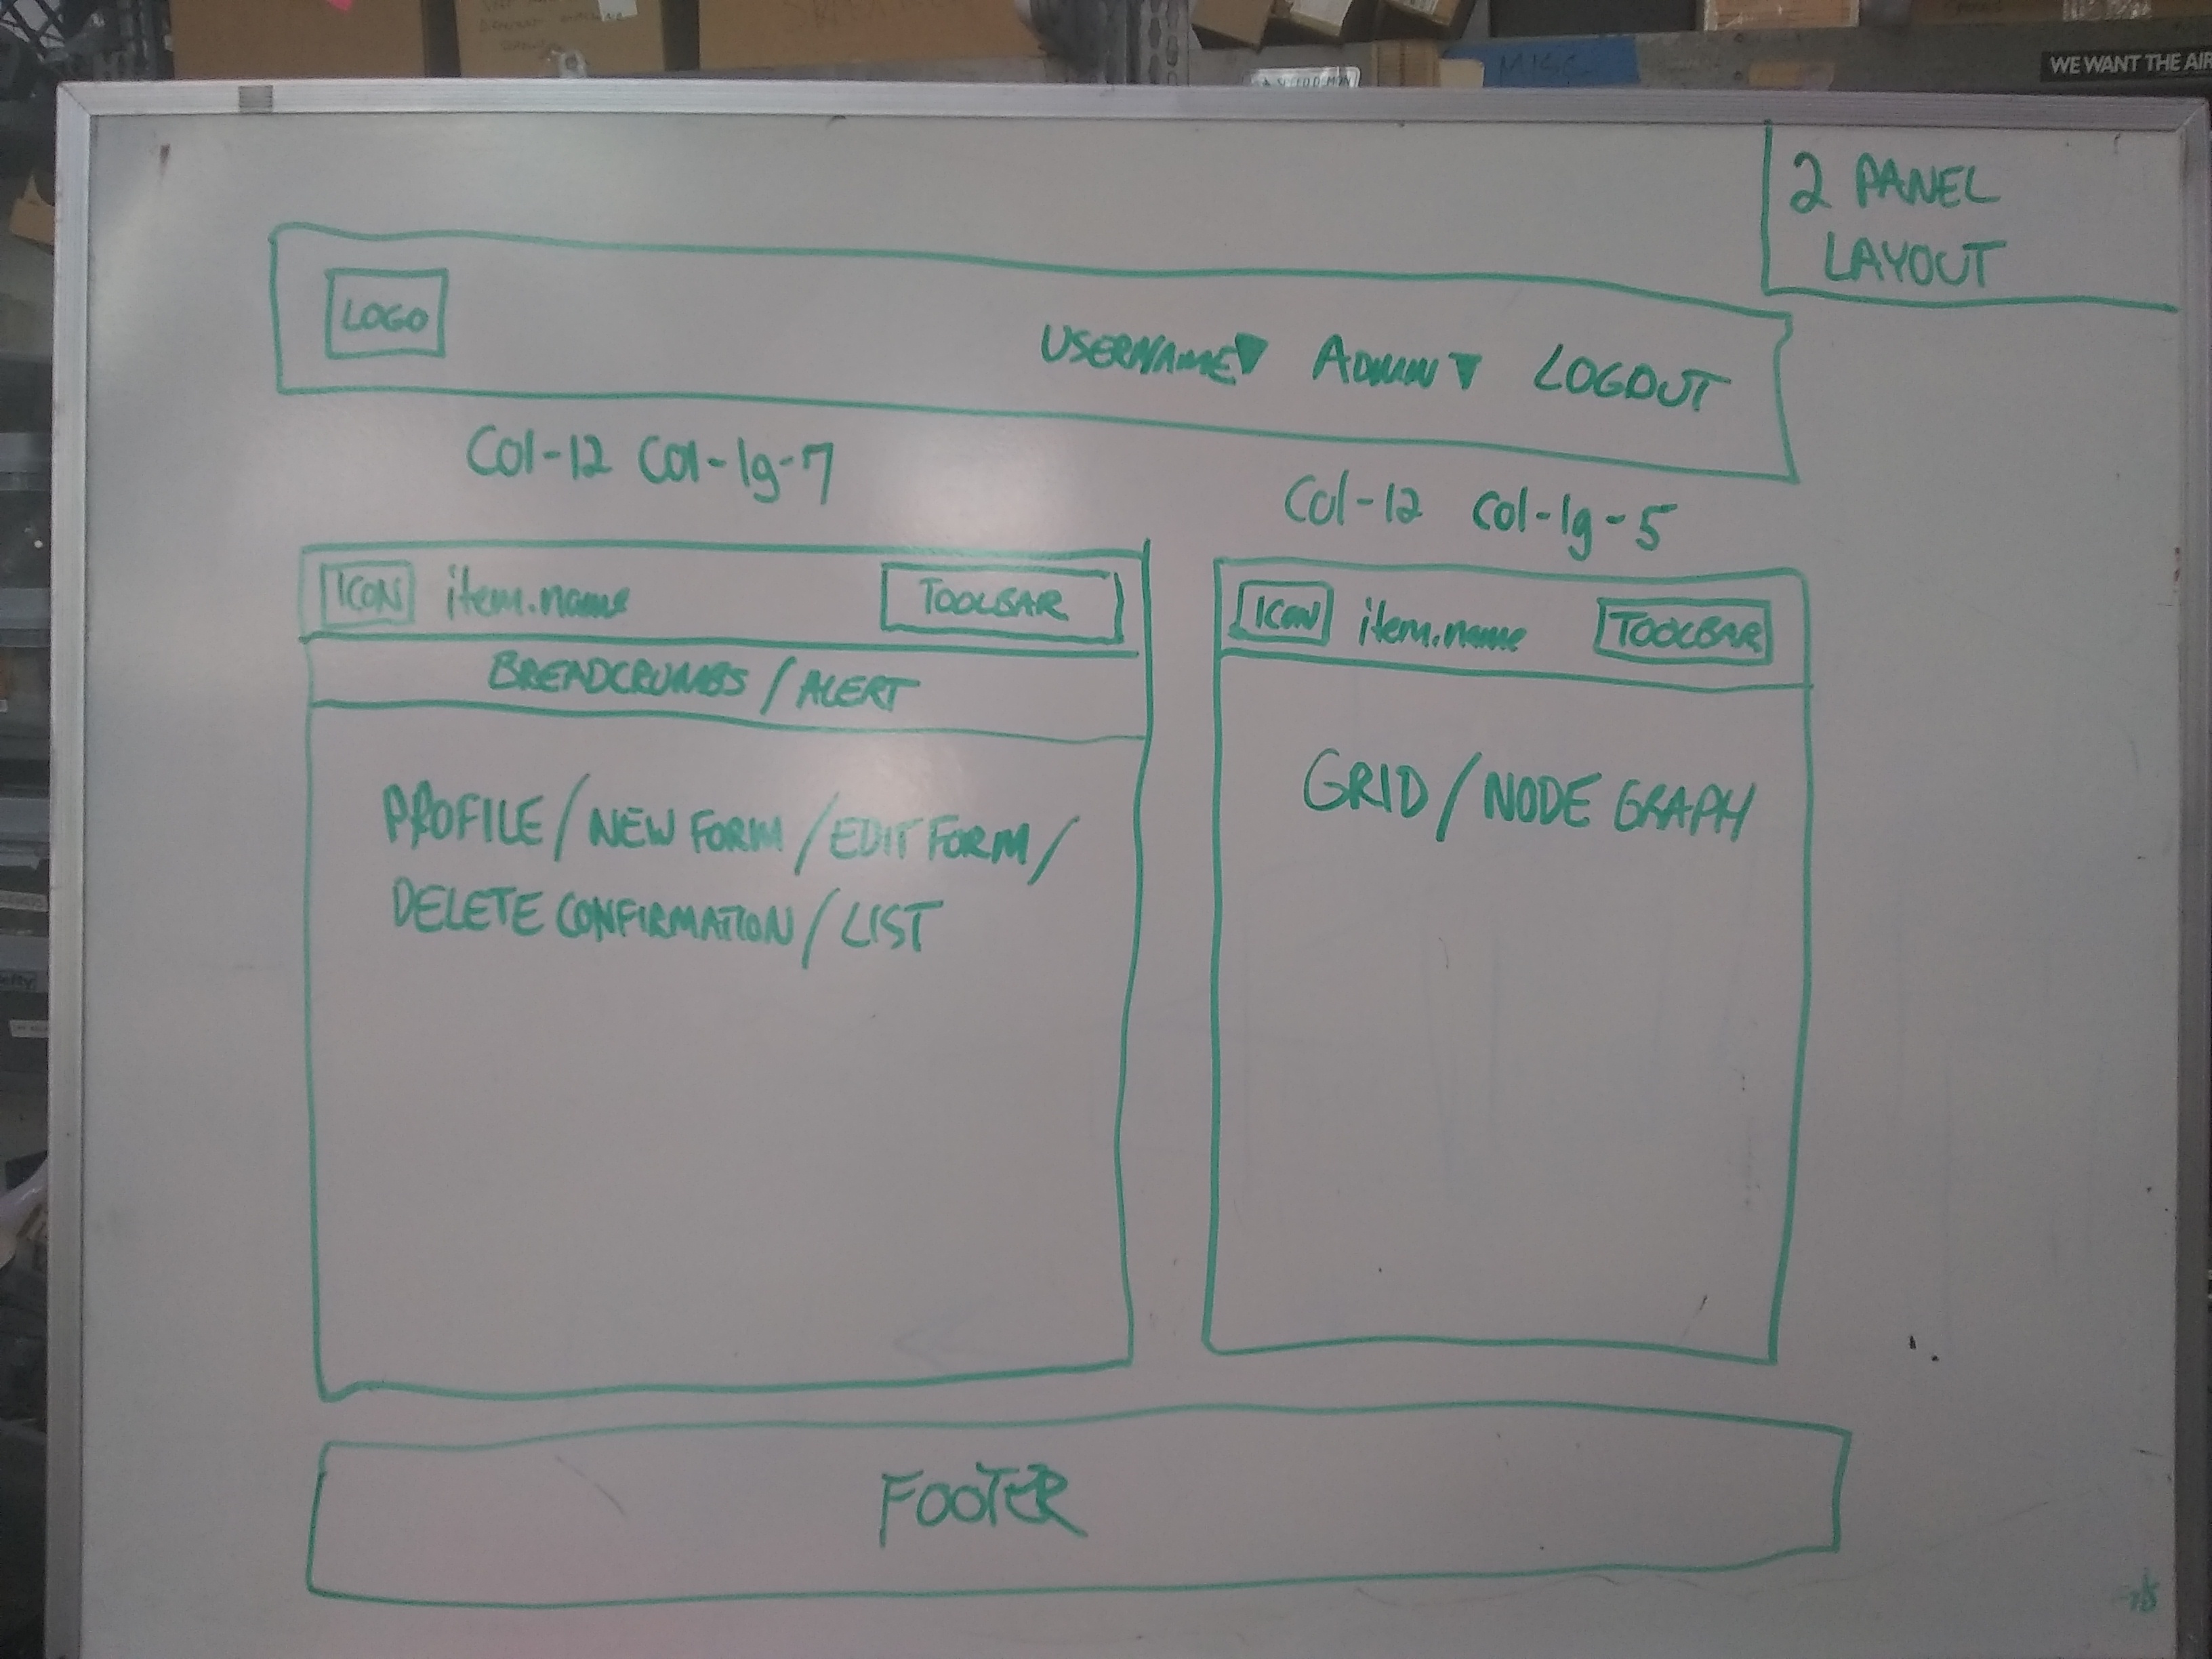 MISC
WE WANT THE AIR
2 PANEL
LAYOUT
LOGO
USERNAME▼ ADMIN▼ LOGOUT
Col-12 Col-lg-7
Col-12 Col-lg-5
ICON item.name TOOLBAR
ICON item.name TOOLBAR
BREADCRUMBS / ALERT
PROFILE / NEW FORM / EDIT FORM /
DELETE CONFIRMATION / LIST
GRID / NODE GRAPH
FOOTER